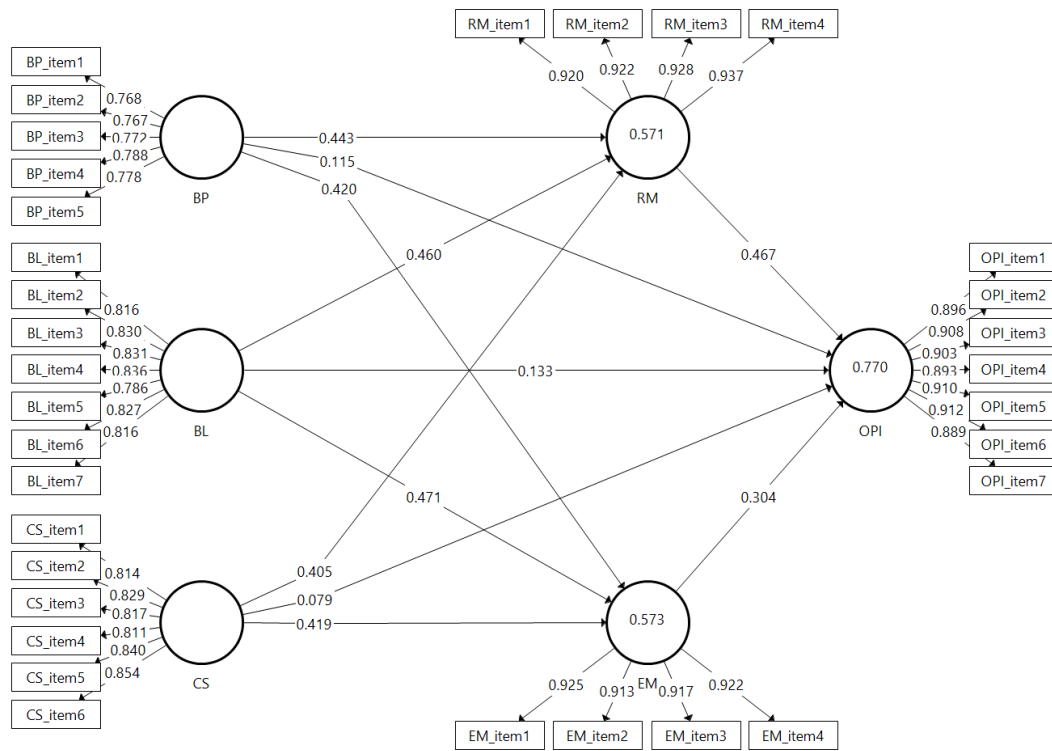 RM_item1 RM_item2 RM_item3 RM_item4
0.920 0.922 0.928 0.937
BP_item1
BP_item2
BP_item3
BP_item4
BP_item5
0.768
0.767
0.772
0.788
0.778
BP
0.443
0.115
0.420
0.571
RM
BL_item1
BL_item2
BL_item3
BL_item4
BL_item5
BL_item6
BL_item7
0.816
0.830
0.831
0.836
0.786
0.827
0.816
BL
0.460
0.133
0.471
0.467
0.770
OPI
0.896
0.908
0.903
0.893
0.910
0.912
0.889
OPI_item1
OPI_item2
OPI_item3
OPI_item4
OPI_item5
OPI_item6
OPI_item7
0.304
CS_item1
CS_item2
CS_item3
CS_item4
CS_item5
CS_item6
0.814
0.829
0.817
0.811
0.840
0.854
CS
0.405
0.079
0.419
0.573
EM
0.925 0.913 0.917 0.922
EM_item1 EM_item2 EM_item3 EM_item4